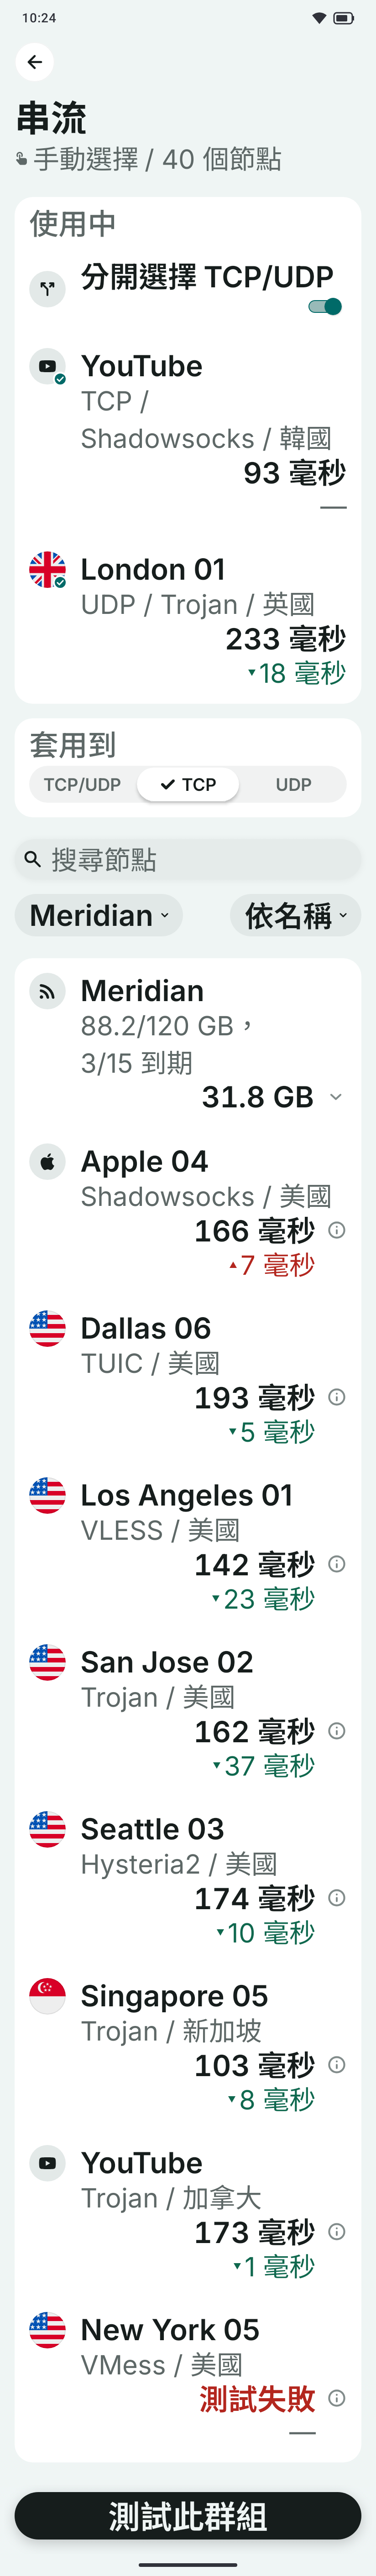 10:24
串流
手動選擇 / 40 個節點
使用中
分開選擇 TCP/UDP
YouTube
TCP /
Shadowsocks / 韓國
93 毫秒
—
London 01
UDP / Trojan / 英國
233 毫秒
▼18 毫秒
套用到
TCP/UDP
TCP
UDP
搜尋節點
Meridian
依名稱
Meridian
88.2/120 GB，
3/15 到期
31.8 GB
Apple 04
Shadowsocks / 美國
166 毫秒
▲7 毫秒
Dallas 06
TUIC / 美國
193 毫秒
▼5 毫秒
Los Angeles 01
VLESS / 美國
142 毫秒
▼23 毫秒
San Jose 02
Trojan / 美國
162 毫秒
▼37 毫秒
Seattle 03
Hysteria2 / 美國
174 毫秒
▼10 毫秒
Singapore 05
Trojan / 新加坡
103 毫秒
▼8 毫秒
YouTube
Trojan / 加拿大
173 毫秒
▼1 毫秒
New York 05
VMess / 美國
測試失敗
—
測試此群組